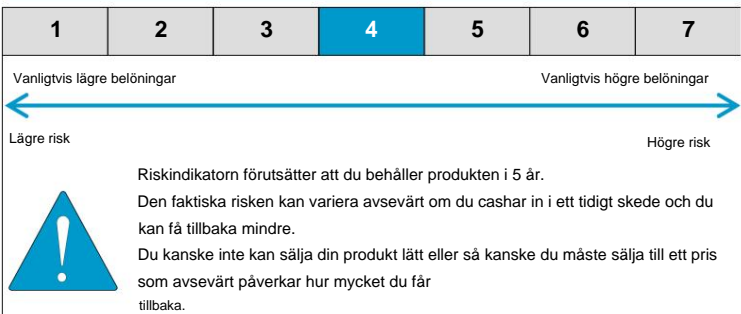 1 2 3 4 5 6 7
Vanligtvis lägre belöningar Vanligtvis högre belöningar
Lägre risk Högre risk
Riskindikatorn förutsätter att du behåller produkten i 5 år.
Den faktiska risken kan variera avsevärt om du cashar in i ett tidigt skede och du
kan få tillbaka mindre.
Du kanske inte kan sälja din produkt lätt eller så kanske du måste sälja till ett pris
som avsevärt påverkar hur mycket du får
tillbaka.